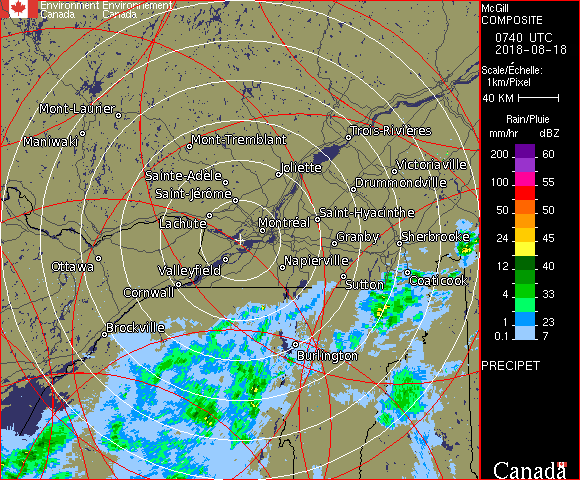 Environment Environnement
Canada Canada
Mont-Laurier
Maniwaki
Mont-Tremblant
Trois-Rivières
Sainte-Adèle
Joliette
Victoriaville
Saint-Jérôme
Drummondville
Lachute
Saint-Hyacinthe
Montréal
Granby
Sherbrooke
Ottawa
Valleyfield
Napierville
Cornwall
Sutton
Coaticook
Brockville
Burlington
McGill
COMPOSITE
0740 UTC
2018-08-18
Scale/Échelle:
1km/Pixel
40 KM
Rain/Pluie
mm/hr dBZ
200 60
100 55
50 50
24 45
12 40
4 33
1 23
0.1 7
PRECIPET
Canada